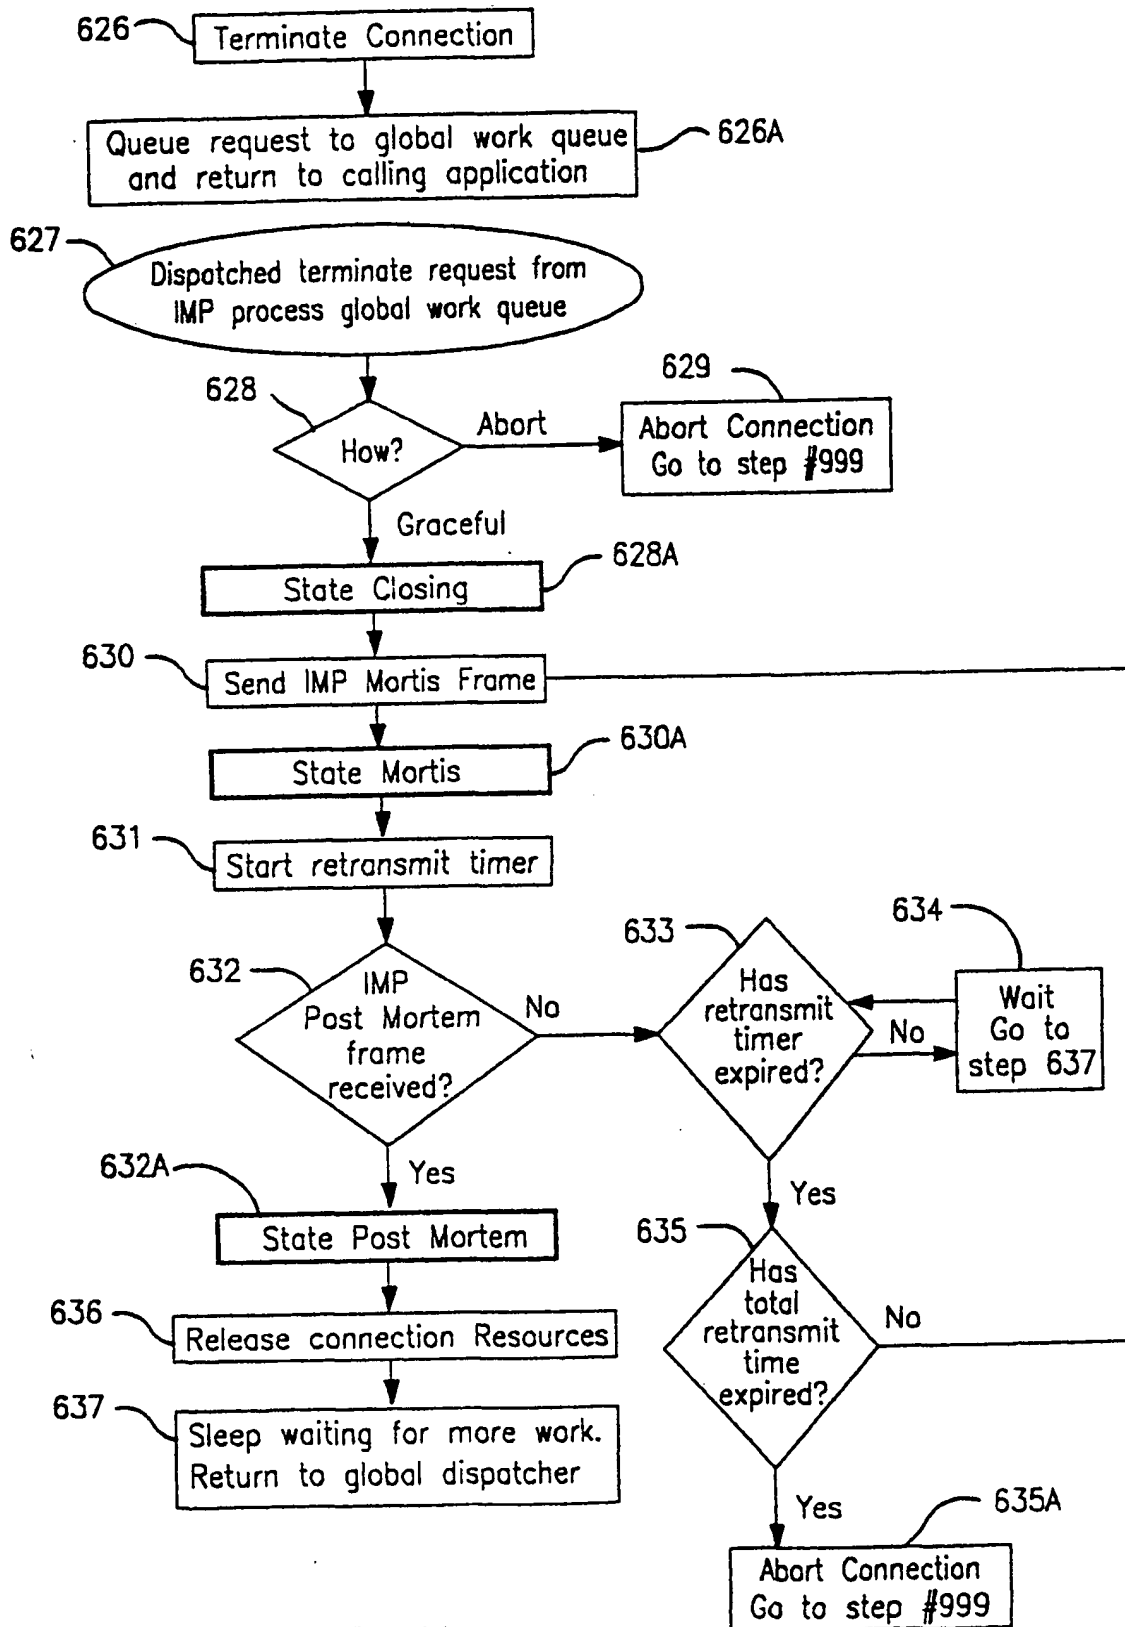 626
Terminate Connection
Queue request to global work queue
and return to calling application
626A
627
Dispatched terminate request from
IMP process global work queue
628
How?
Abort
629
Abort Connection
Go to step #999
Graceful
628A
State Closing
630
Send IMP Mortis Frame
630A
State Mortis
631
Start retransmit timer
632
IMP
Post Mortem
frame
received?
No
633
Has
retransmit
timer
expired?
No
634
Wait
Go to
step 637
Yes
632A
State Post Mortem
Yes
635
Has
total
retransmit
time
expired?
No
636
Release connection Resources
637
Sleep waiting for more work.
Return to global dispatcher
Yes
635A
Abort Connection
Go to step #999